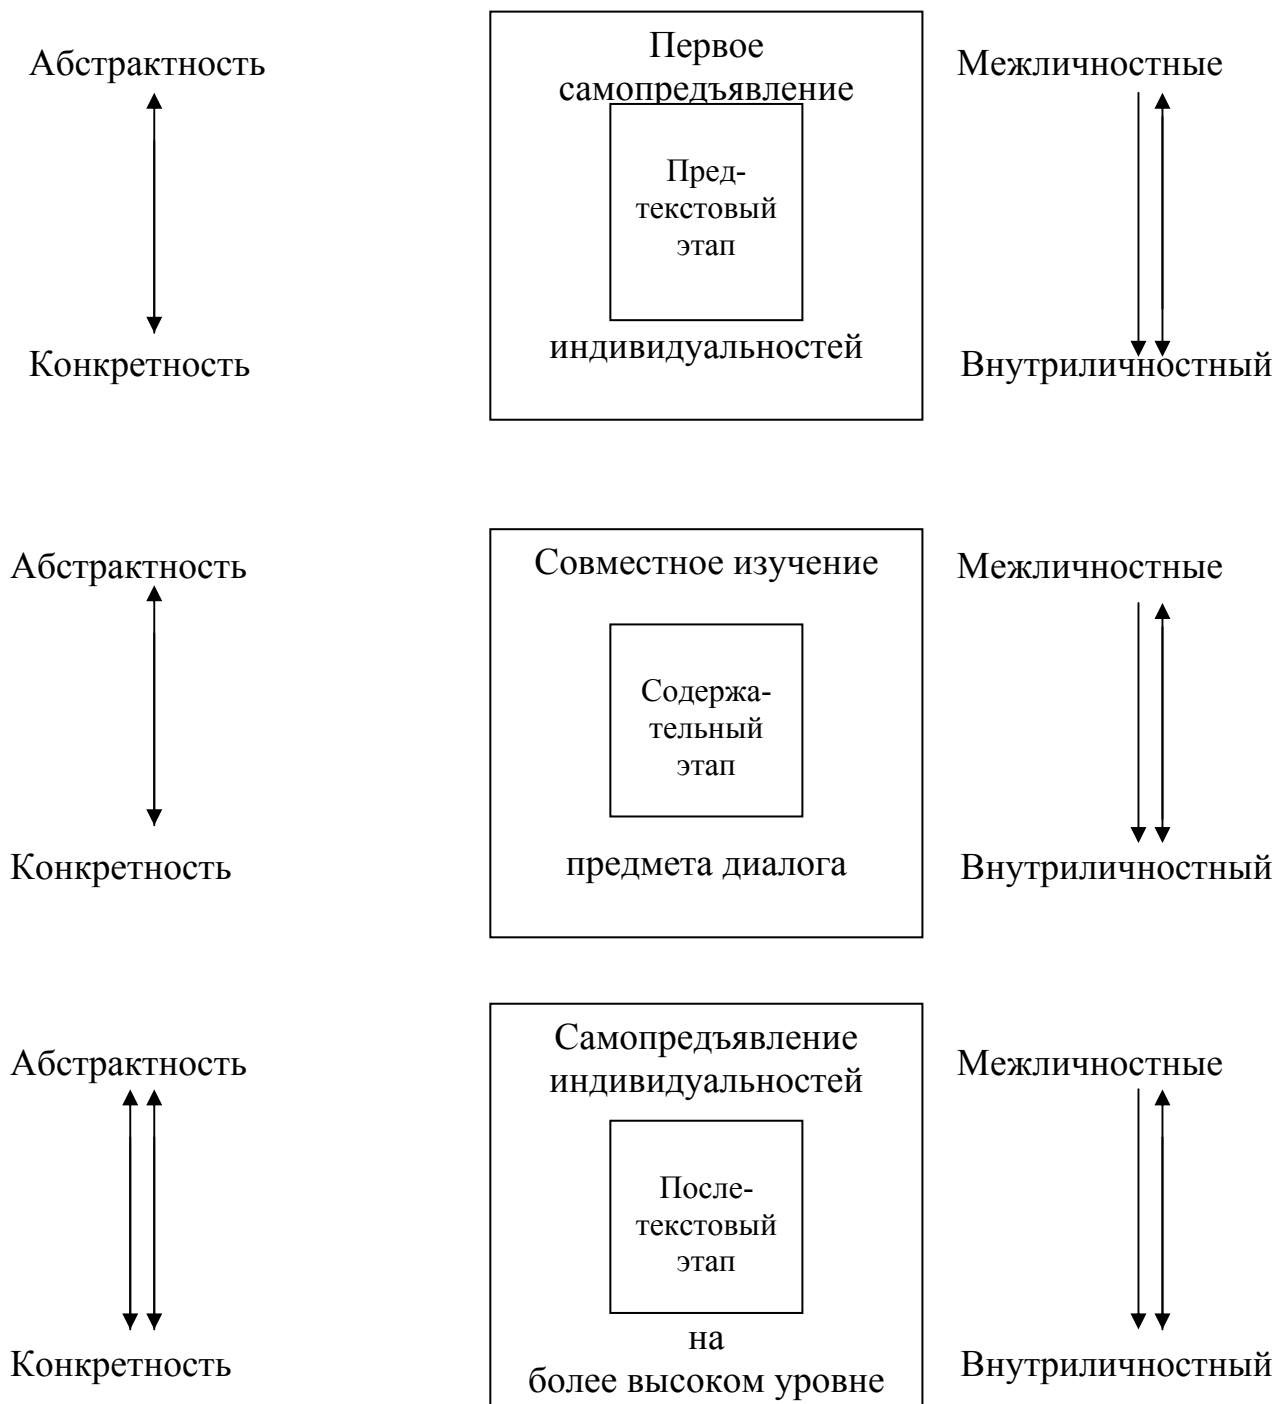 Абстрактность
Конкретность
Первое
самопредъявление
Пред-
текстовый
этап
индивидуальностей
Межличностные
Внутриличностный
Абстрактность
Конкретность
Совместное изучение
Содержа-
тельный
этап
предмета диалога
Межличностные
Внутриличностный
Абстрактность
Конкретность
Самопредъявление
индивидуальностей
После-
текстовый
этап
на
более высоком уровне
Межличностные
Внутриличностный